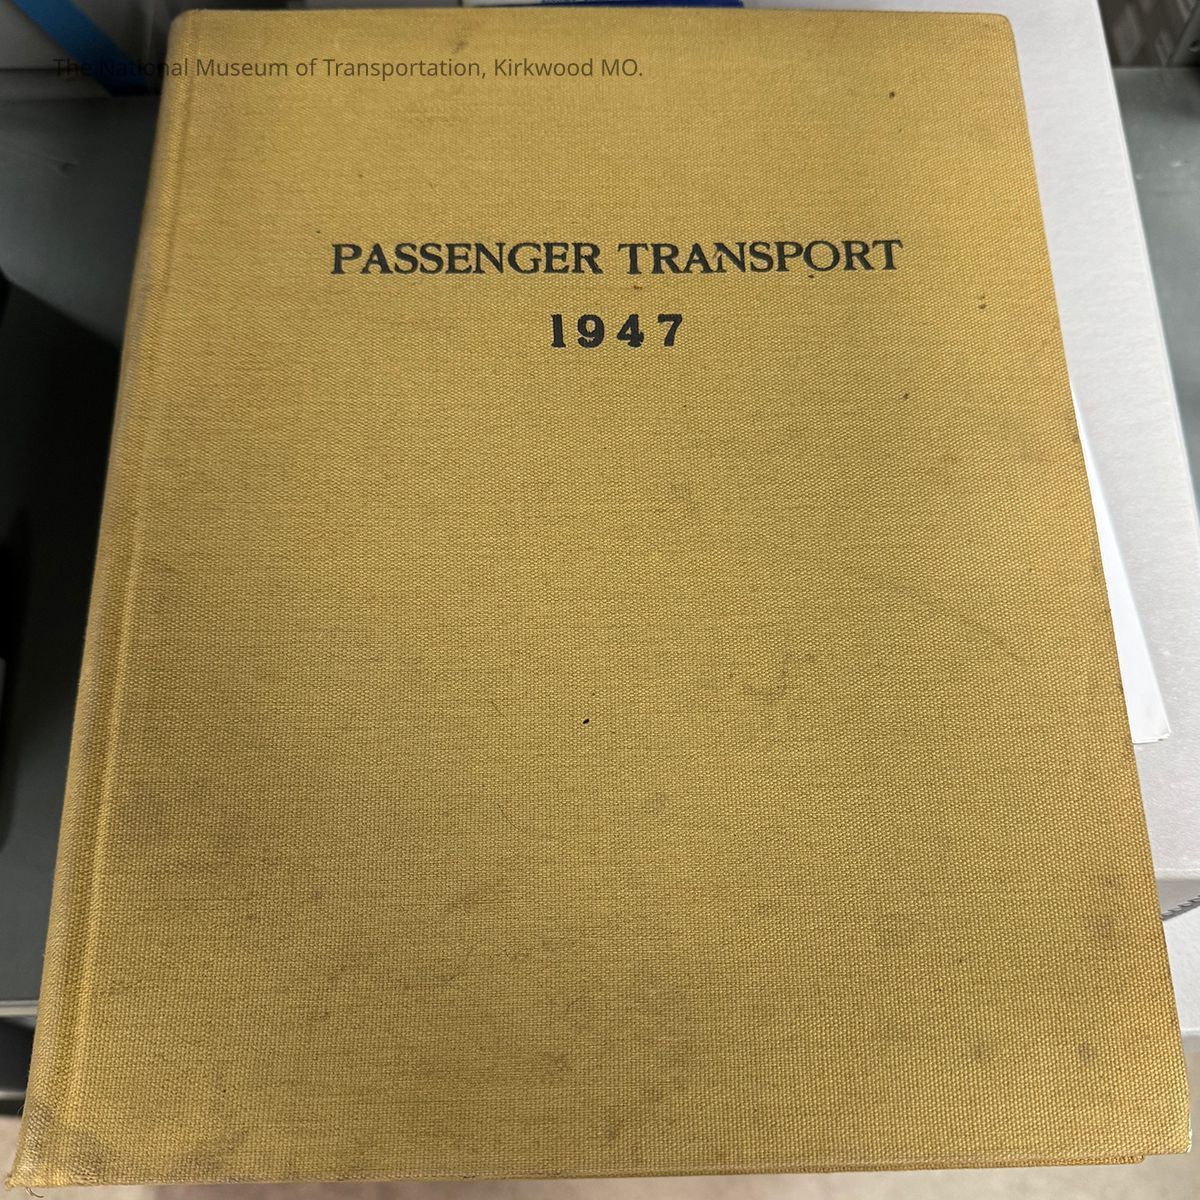 The National Museum of Transportation, Kirkwood MO.
PASSENGER TRANSPORT
1947